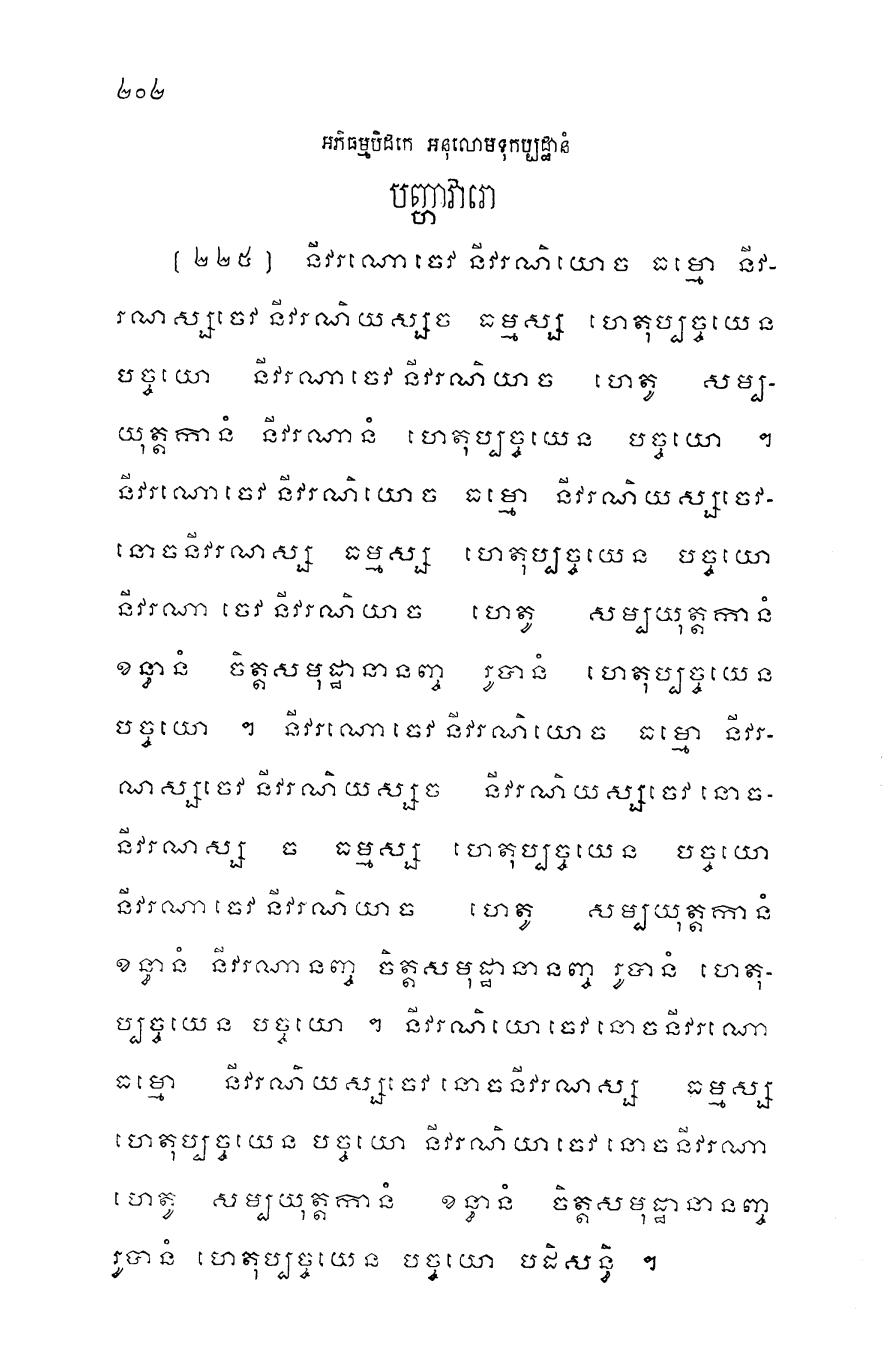 ២០២
អភិធម្មបិដកេ អនុលោមទុកប្បដ្ឋានំ
បញ្ហាវារោ
[ ២២៥ ] នីវរណោចេវ នីវរណិយោច ធម្មោ នីវ-
រណស្សចេវ នីវរណិយស្សច ធម្មស្ស ហេតុប្បច្ចយេន
បច្ចយោ នីវរណាចេវ នីវរណិយាច ហេតូ សម្ប-
យុត្តកានំ នីវរណានំ ហេតុប្បច្ចយេន បច្ចយោ ។
នីវរណោចេវ នីវរណិយោច ធម្មោ នីវរណិយស្សចេវ-
នោចនីវរណស្ស ធម្មស្ស ហេតុប្បច្ចយេន បច្ចយោ
នីវរណា ចេវ នីវរណិយាច ហេតូ សម្បយុត្តកានំ
ខន្ធានំ ចិត្តសមុដ្ឋានានញ្ច រូបានំ ហេតុប្បច្ចយេន
បច្ចយោ ។ នីវរណោចេវ នីវរណិយោច ធម្មោ នីវរ-
ណស្សចេវ នីវរណិយស្សច នីវរណិយស្សចេវ នោច-
នីវរណស្ស ច ធម្មស្ស ហេតុប្បច្ចយេន បច្ចយោ
នីវរណាចេវ នីវរណិយាច ហេតូ សម្បយុត្តកានំ
ខន្ធានំ នីវរណានញ្ច ចិត្តសមុដ្ឋានានញ្ច រូបានំ ហេតុ-
ប្បច្ចយេន បច្ចយោ ។ នីវរណិយោចេវ នោចនីវរណោ
ធម្មោ នីវរណិយស្សចេវ នោចនីវរណស្ស ធម្មស្ស
ហេតុប្បច្ចយេន បច្ចយោ នីវរណិយាចេវ នោចនីវរណា
ហេតូ សម្បយុត្តកានំ ខន្ធានំ ចិត្តសមុដ្ឋានានញ្ច
រូបានំ ហេតុប្បច្ចយេន បច្ចយោ បដិសន្ធិ ។